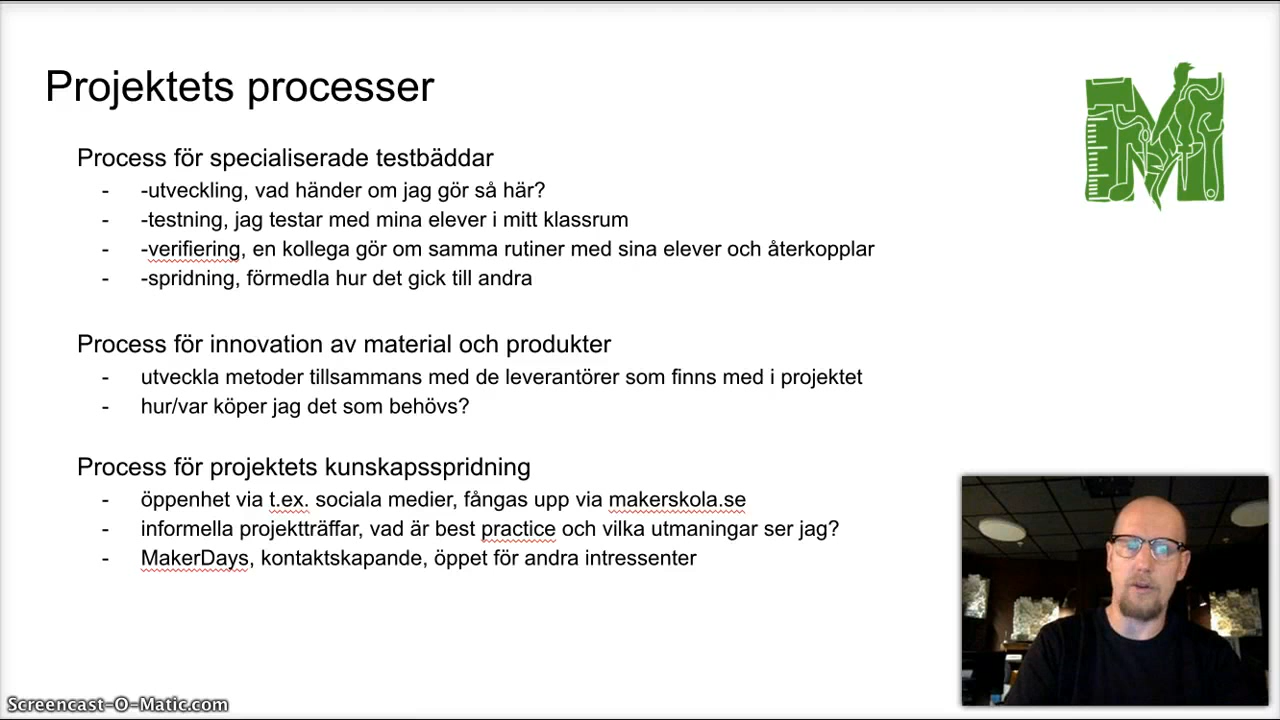 Projektets processer
Process för specialiserade testbäddar
- -utveckling, vad händer om jag gör så här?
- -testning, jag testar med mina elever i mitt klassrum
- -verifiering, en kollega gör om samma rutiner med sina elever och återkopplar
- -spridning, förmedla hur det gick till andra
Process för innovation av material och produkter
- utveckla metoder tillsammans med de leverantörer som finns med i projektet
- hur/var köper jag det som behövs?
Process för projektets kunskapsspridning
- öppenhet via t.ex. sociala medier, fångas upp via makerskola.se
- informella projektträffar, vad är best practice och vilka utmaningar ser jag?
- MakerDays, kontaktskapande, öppet för andra intressenter
Screencast-O-Matic.com